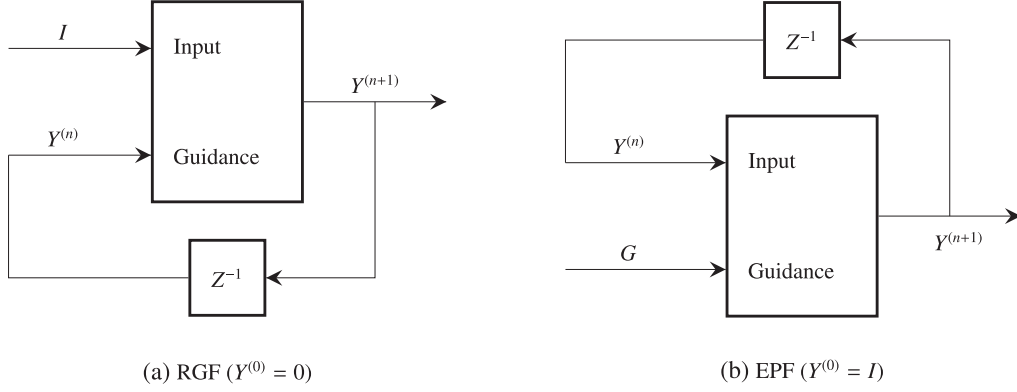 I
Input
Y^(n+1)
Y^(n)
Guidance
Z^−1
(a) RGF (Y^(0) = 0)
Z^−1
Y^(n)
Input
G
Guidance
Y^(n+1)
(b) EPF (Y^(0) = I)